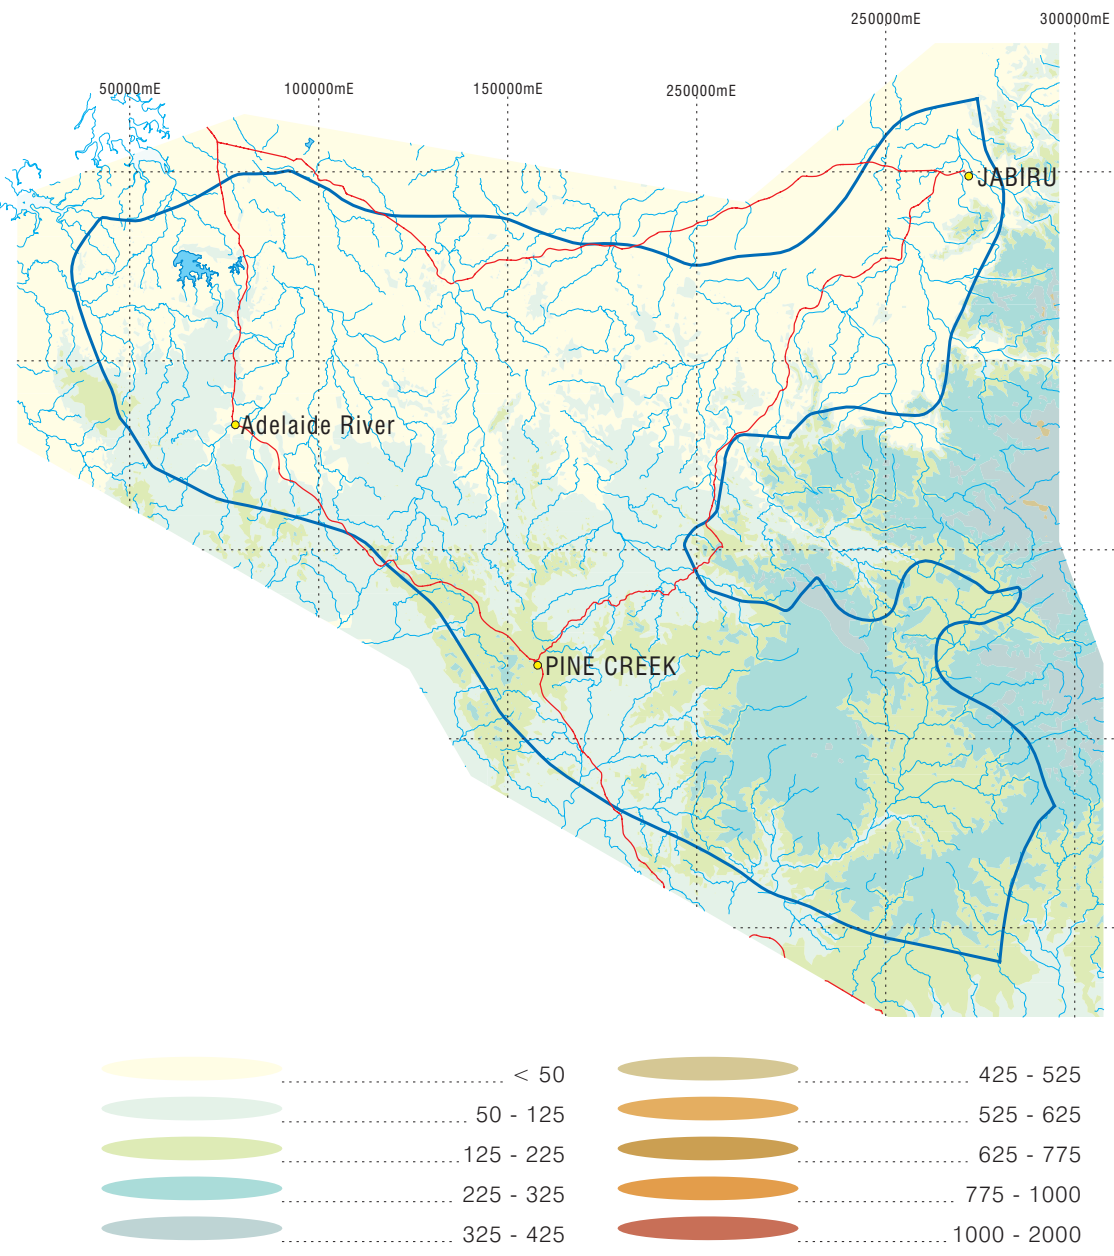 250000mE 300000mE
50000mE 100000mE 150000mE 250000mE
JABIRU
Adelaide River
PINE CREEK
< 50
50 - 125
125 - 225
225 - 325
325 - 425
425 - 525
525 - 625
625 - 775
775 - 1000
1000 - 2000